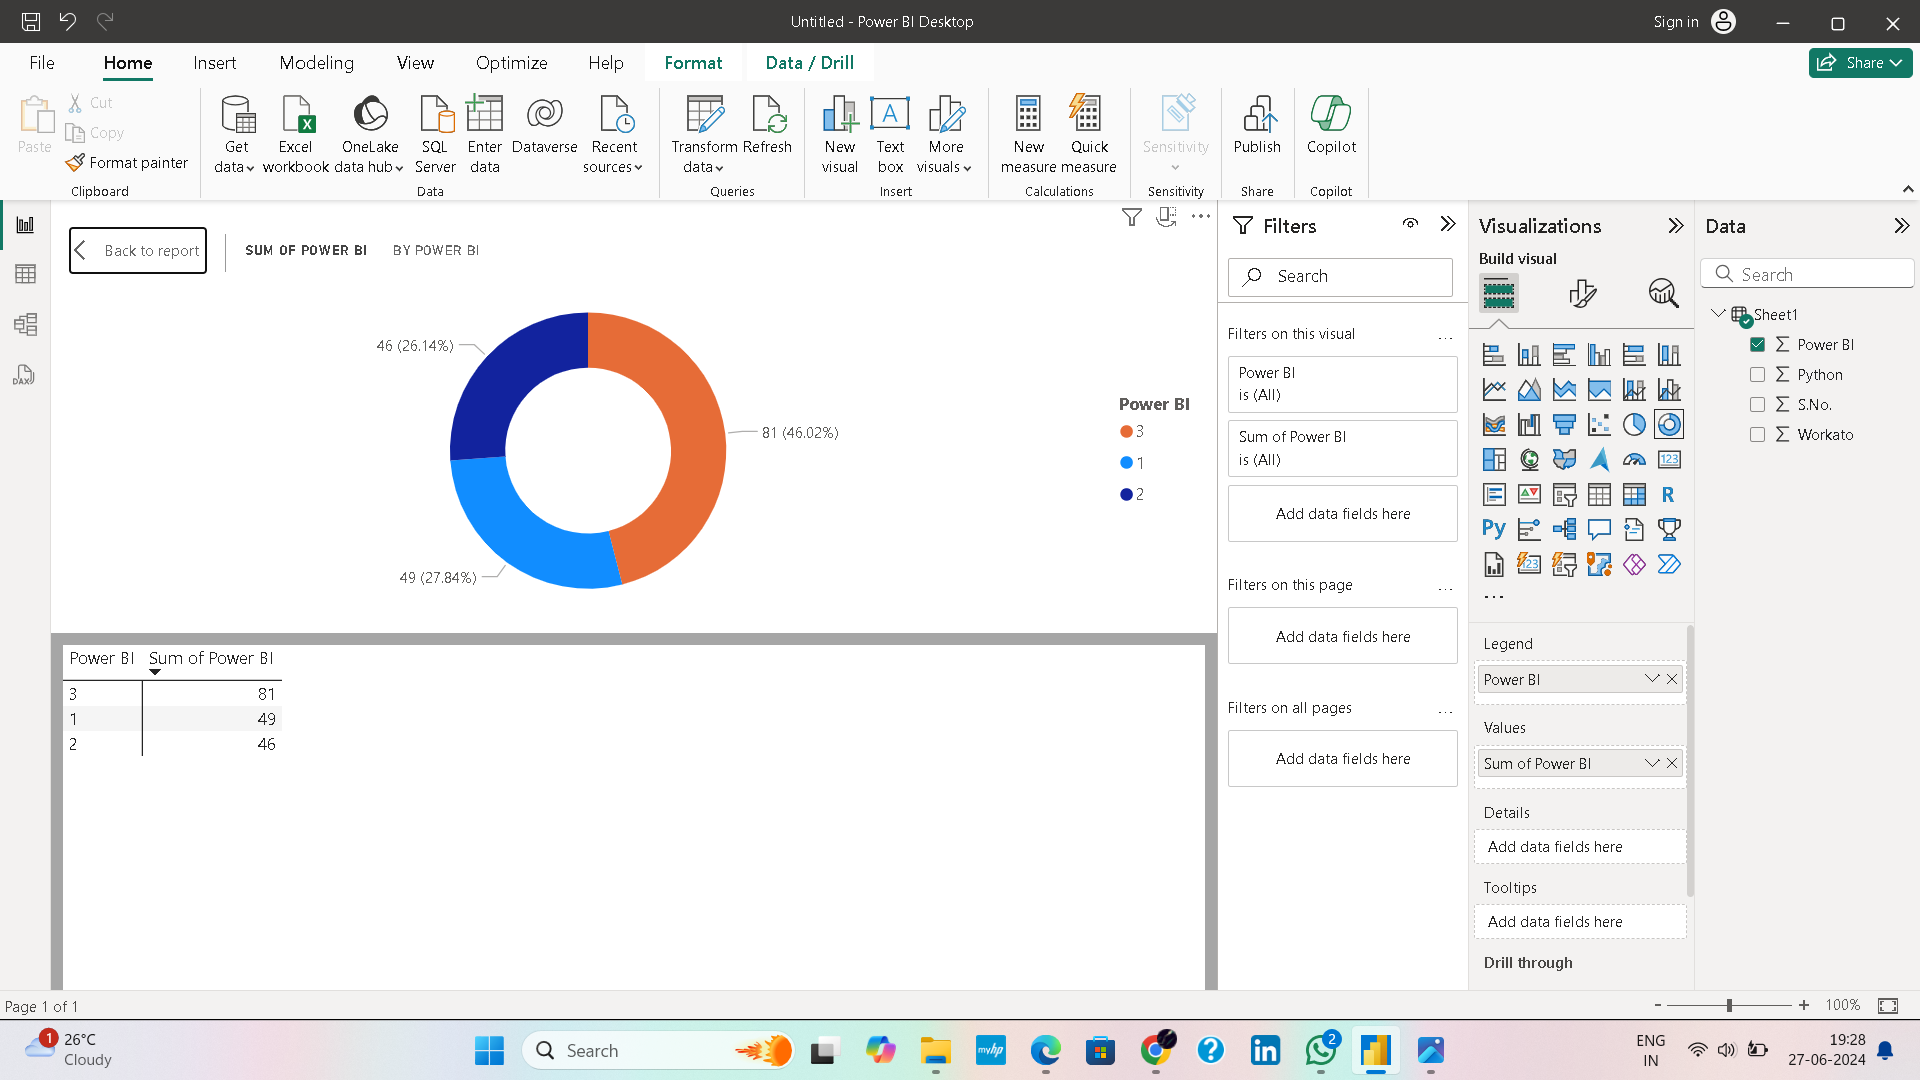 Untitled - Power BI Desktop
Sign in
File Home Insert Modeling View Optimize Help Format Data / Drill
Share
Paste
Cut
Copy
Format painter
Clipboard
Get data
Excel workbook
OneLake data hub
SQL Server
Enter data
Dataverse
Recent sources
Data
Transform data
Refresh
Queries
New visual
Text box
More visuals
Insert
New measure
Quick measure
Calculations
Sensitivity
Sensitivity
Publish
Share
Copilot
Copilot
Back to report
SUM OF POWER BI BY POWER BI
46 (26.14%)
81 (46.02%)
49 (27.84%)
Power BI
3
1
2
Power BI Sum of Power BI
3 81
1 49
2 46
Filters
Search
Filters on this visual
Power BI
is (All)
Sum of Power BI
is (All)
Add data fields here
Filters on this page
Add data fields here
Filters on all pages
Add data fields here
Visualizations
Build visual
123
R
Py
123
Legend
Power BI
Values
Sum of Power BI
Details
Add data fields here
Tooltips
Add data fields here
Drill through
Data
Search
Sheet1
Power BI
Python
S.No.
Workato
DAX
Page 1 of 1
100%
1
26°C
Cloudy
Search
myhp
2
ENG
IN
19:28
27-06-2024